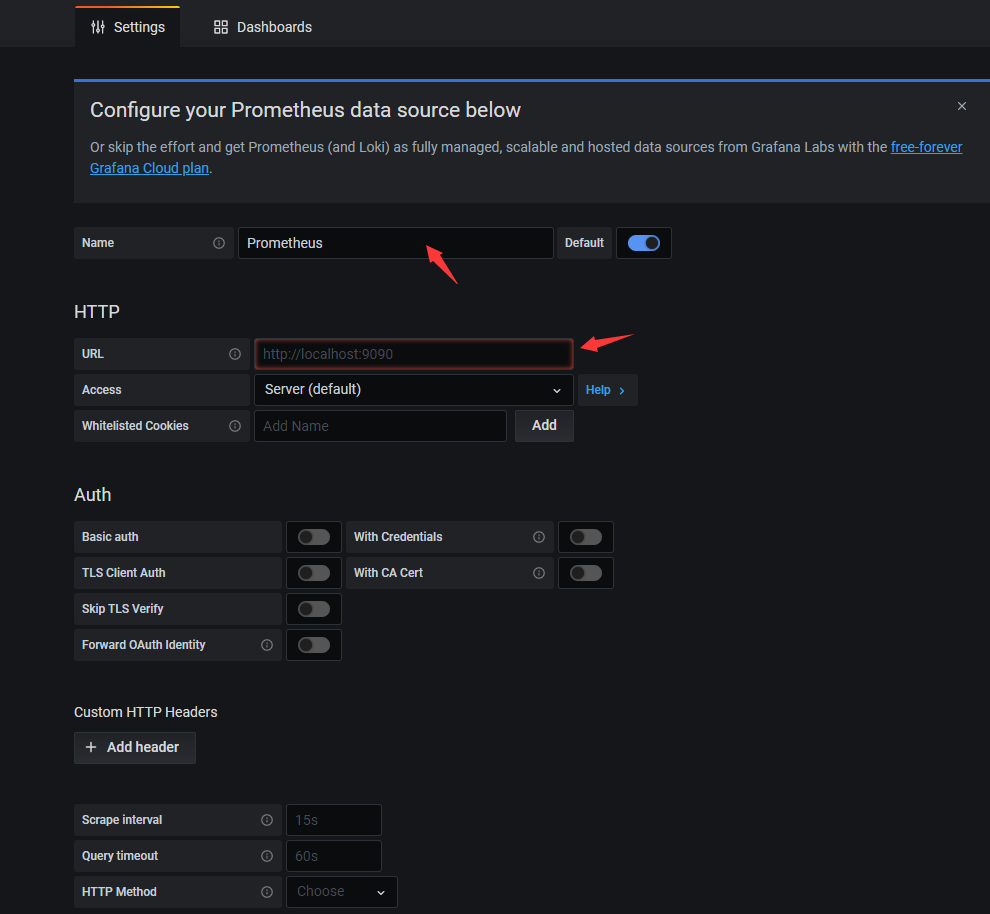 Settings Dashboards
Configure your Prometheus data source below
Or skip the effort and get Prometheus (and Loki) as fully managed, scalable and hosted data sources from Grafana Labs with the free-forever
Grafana Cloud plan.
Name Prometheus Default
HTTP
URL http://localhost:9090
Access Server (default) Help
Whitelisted Cookies Add Name Add
Auth
Basic auth With Credentials
TLS Client Auth With CA Cert
Skip TLS Verify
Forward OAuth Identity
Custom HTTP Headers
+ Add header
Scrape interval 15s
Query timeout 60s
HTTP Method Choose